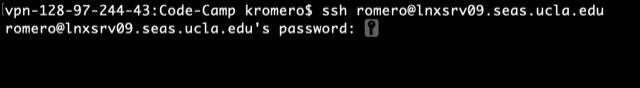 vpn-128-97-244-43:Code-Camp kromero$ ssh romero@lnxsrv09.seas.ucla.edu
romero@lnxsrv09.seas.ucla.edu's password: